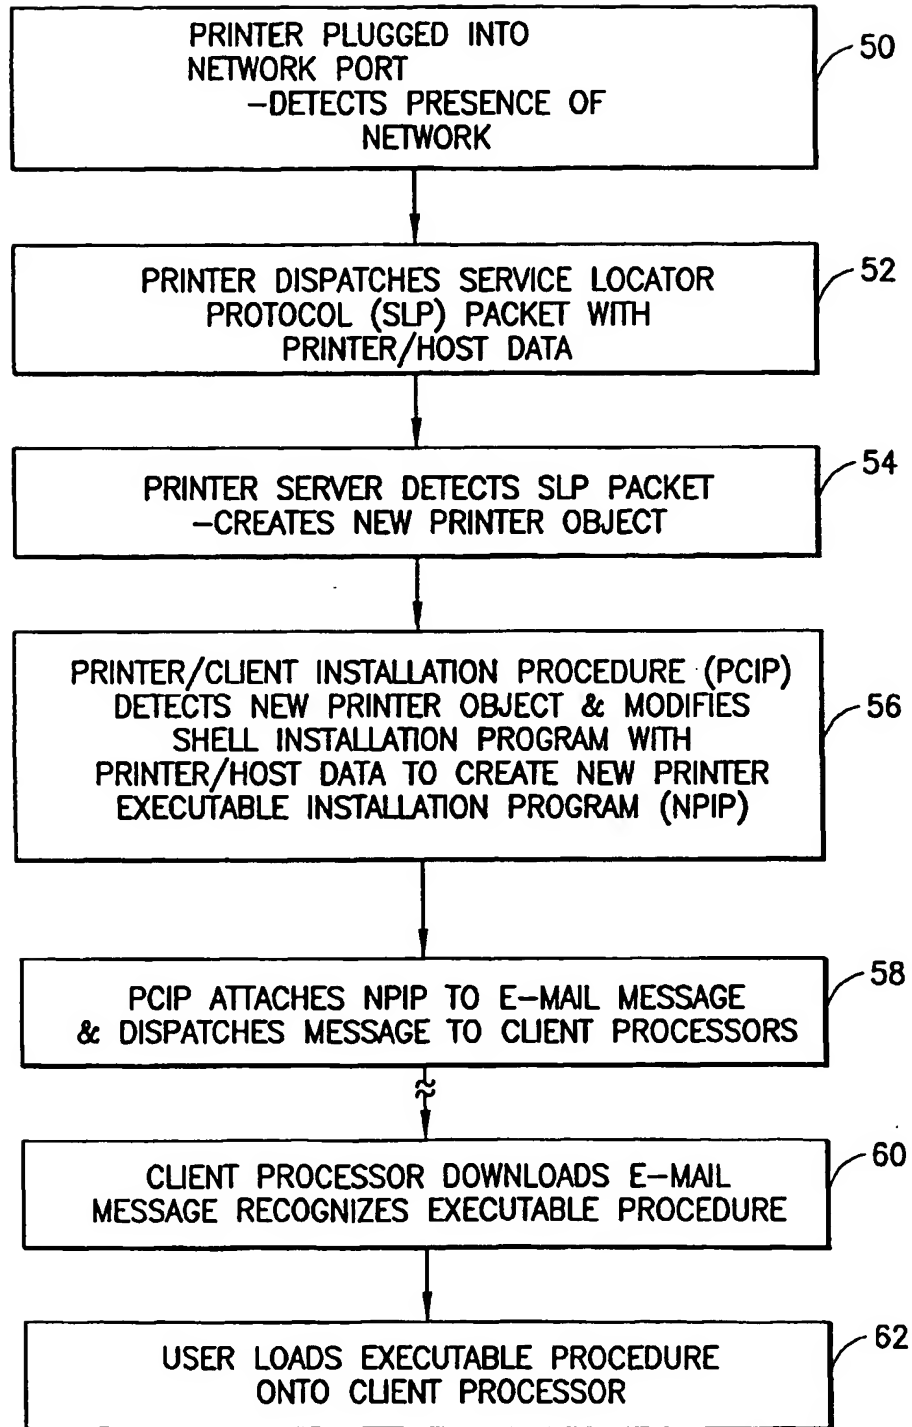 PRINTER PLUGGED INTO
NETWORK PORT
-DETECTS PRESENCE OF
NETWORK
50
PRINTER DISPATCHES SERVICE LOCATOR
PROTOCOL (SLP) PACKET WITH
PRINTER/HOST DATA
52
PRINTER SERVER DETECTS SLP PACKET
-CREATES NEW PRINTER OBJECT
54
PRINTER/CLIENT INSTALLATION PROCEDURE (PCIP)
DETECTS NEW PRINTER OBJECT & MODIFIES
SHELL INSTALLATION PROGRAM WITH
PRINTER/HOST DATA TO CREATE NEW PRINTER
EXECUTABLE INSTALLATION PROGRAM (NPIP)
56
PCIP ATTACHES NPIP TO E-MAIL MESSAGE
& DISPATCHES MESSAGE TO CLIENT PROCESSORS
58
CLIENT PROCESSOR DOWNLOADS E-MAIL
MESSAGE RECOGNIZES EXECUTABLE PROCEDURE
60
USER LOADS EXECUTABLE PROCEDURE
ONTO CLIENT PROCESSOR
62